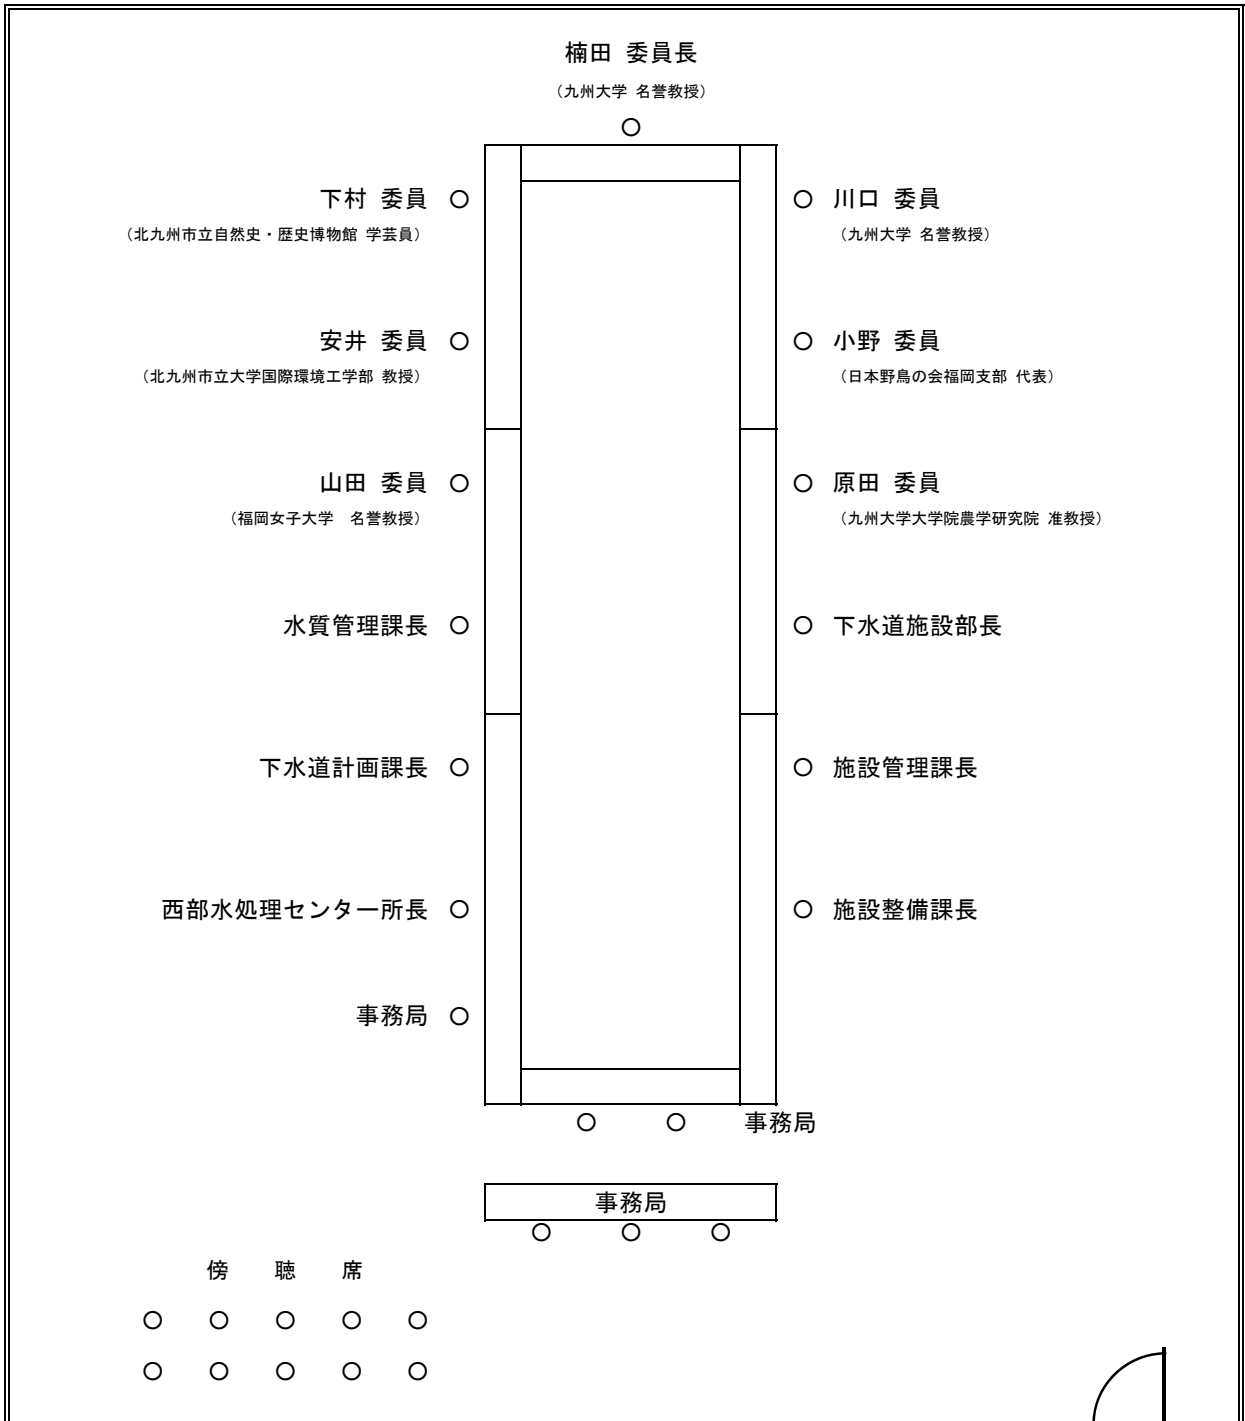 楠田 委員長
（九州大学 名誉教授）
下村 委員
（北九州市立自然史・歴史博物館 学芸員）
川口 委員
（九州大学 名誉教授）
安井 委員
（北九州市立大学国際環境工学部 教授）
小野 委員
（日本野鳥の会福岡支部 代表）
山田 委員
（福岡女子大学　名誉教授）
原田 委員
（九州大学大学院農学研究院 准教授）
水質管理課長
下水道施設部長
下水道計画課長
施設管理課長
西部水処理センター所長
施設整備課長
事務局
事務局
事務局
傍 聴 席